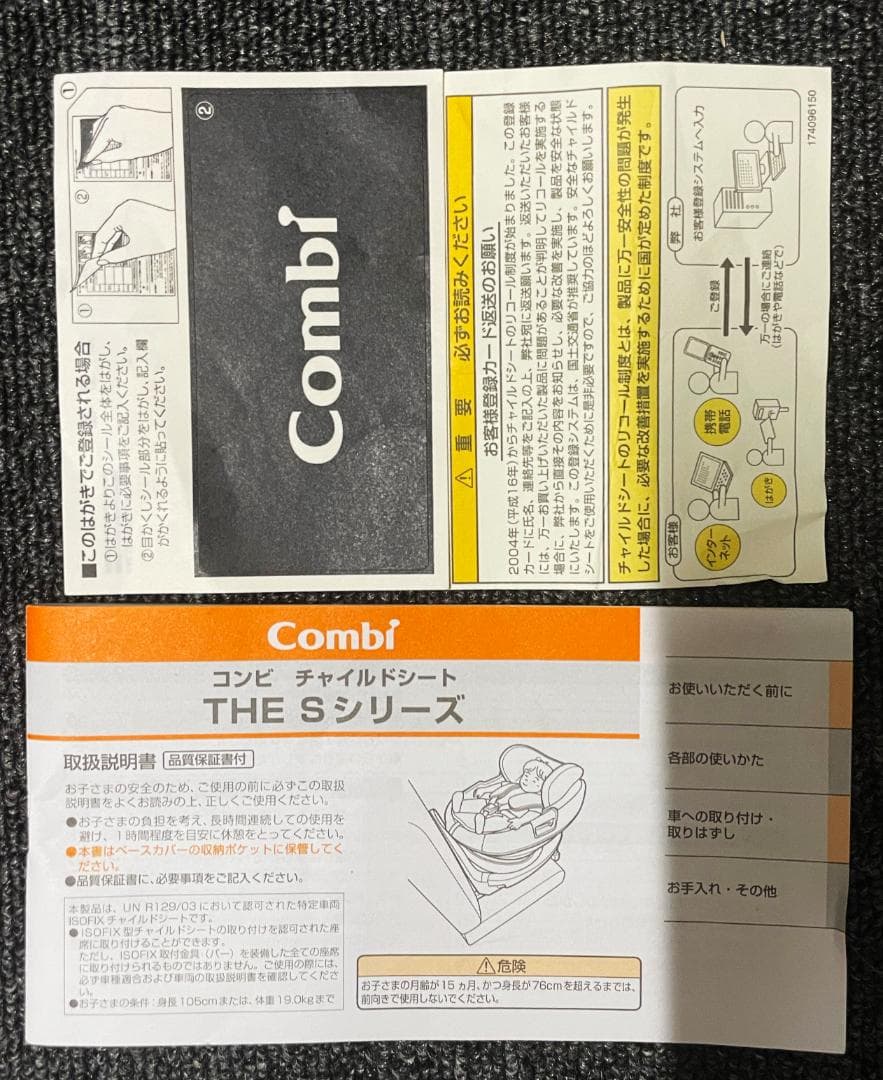 ■このはがきでご登録される場合
①はがきよりこのシール全体をはがし、
はがきに必要事項をご記入ください。
②目かくしシール部分をはがし、記入欄
がかくれるように貼ってください。
①
②
①
②
Combi
⚠ 重要 必ずお読みください
お客様登録カード返送のお願い
2004年(平成16年)からチャイルドシートのリコール制度が始まりました。この登録
カードに氏名、連絡先等をご記入の上、弊社宛に返送願います。返送いただいたお客様
には、万一お買い上げいただいた製品に問題があることが判明してリコールを実施する
場合に、弊社から直接その内容をお知らせし、必要な改善を実施し、製品を安全な状態
にいたします。この登録システムは、国土交通省が推奨しています。安全なチャイルド
シートをご使用いただくために是非必要ですので、ご協力のほどよろしくお願いします。
チャイルドシートのリコール制度とは、製品に万一安全性の問題が発生
した場合に、必要な改善措置を実施するために国が定めた制度です。
お客様
インター
ネット
携帯
電話
はがき
ご登録
万一の場合にご連絡
(はがきや電話などで)
弊社
お客様登録システムへ入力
174096150
Combi
コンビ チャイルドシート
THE Sシリーズ
取扱説明書 品質保証書付
お子さまの安全のため、ご使用の前に必ずこの取扱
説明書をよくお読みの上、正しくご使用ください。
●お子さまの負担を考え、長時間連続しての使用を
避け、1時間程度を目安に休憩をとってください。
●本書はベースカバーの収納ポケットに保管してく
ださい。
●品質保証書に、必要事項をご記入ください。
本製品は、UN R129/03において認可された特定車両
ISOFIXチャイルドシートです。
●ISOFIX型チャイルドシートの取り付けを認可された座
席に取り付けることができます。
ただし、ISOFIX取付金具(バー)を装備した全ての座席
に取り付けられるものではありません。ご使用の際には、
必ず車種適合および車両の取扱説明書を確認してくださ
い。
●お子さまの条件:身長105cmまたは、体重19.0kgまで
⚠危険
お子さまの月齢が15ヵ月、かつ身長が76cmを超えるまでは、
前向きで使用しないでください。
お使いいただく前に
各部の使いかた
車への取り付け・
取りはずし
お手入れ・その他